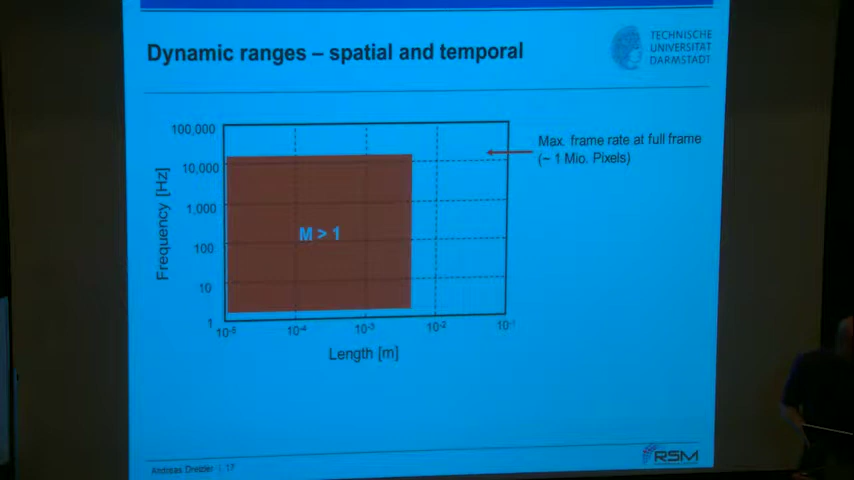 Dynamic ranges – spatial and temporal
TECHNISCHE
UNIVERSITÄT
DARMSTADT
100,000
10,000
1,000
100
10
1
Frequency [Hz]
M > 1
Max. frame rate at full frame
(~ 1 Mio. Pixels)
10-5
10-4
10-3
10-2
10-1
Length [m]
Andreas Dreizler | 17
RSM